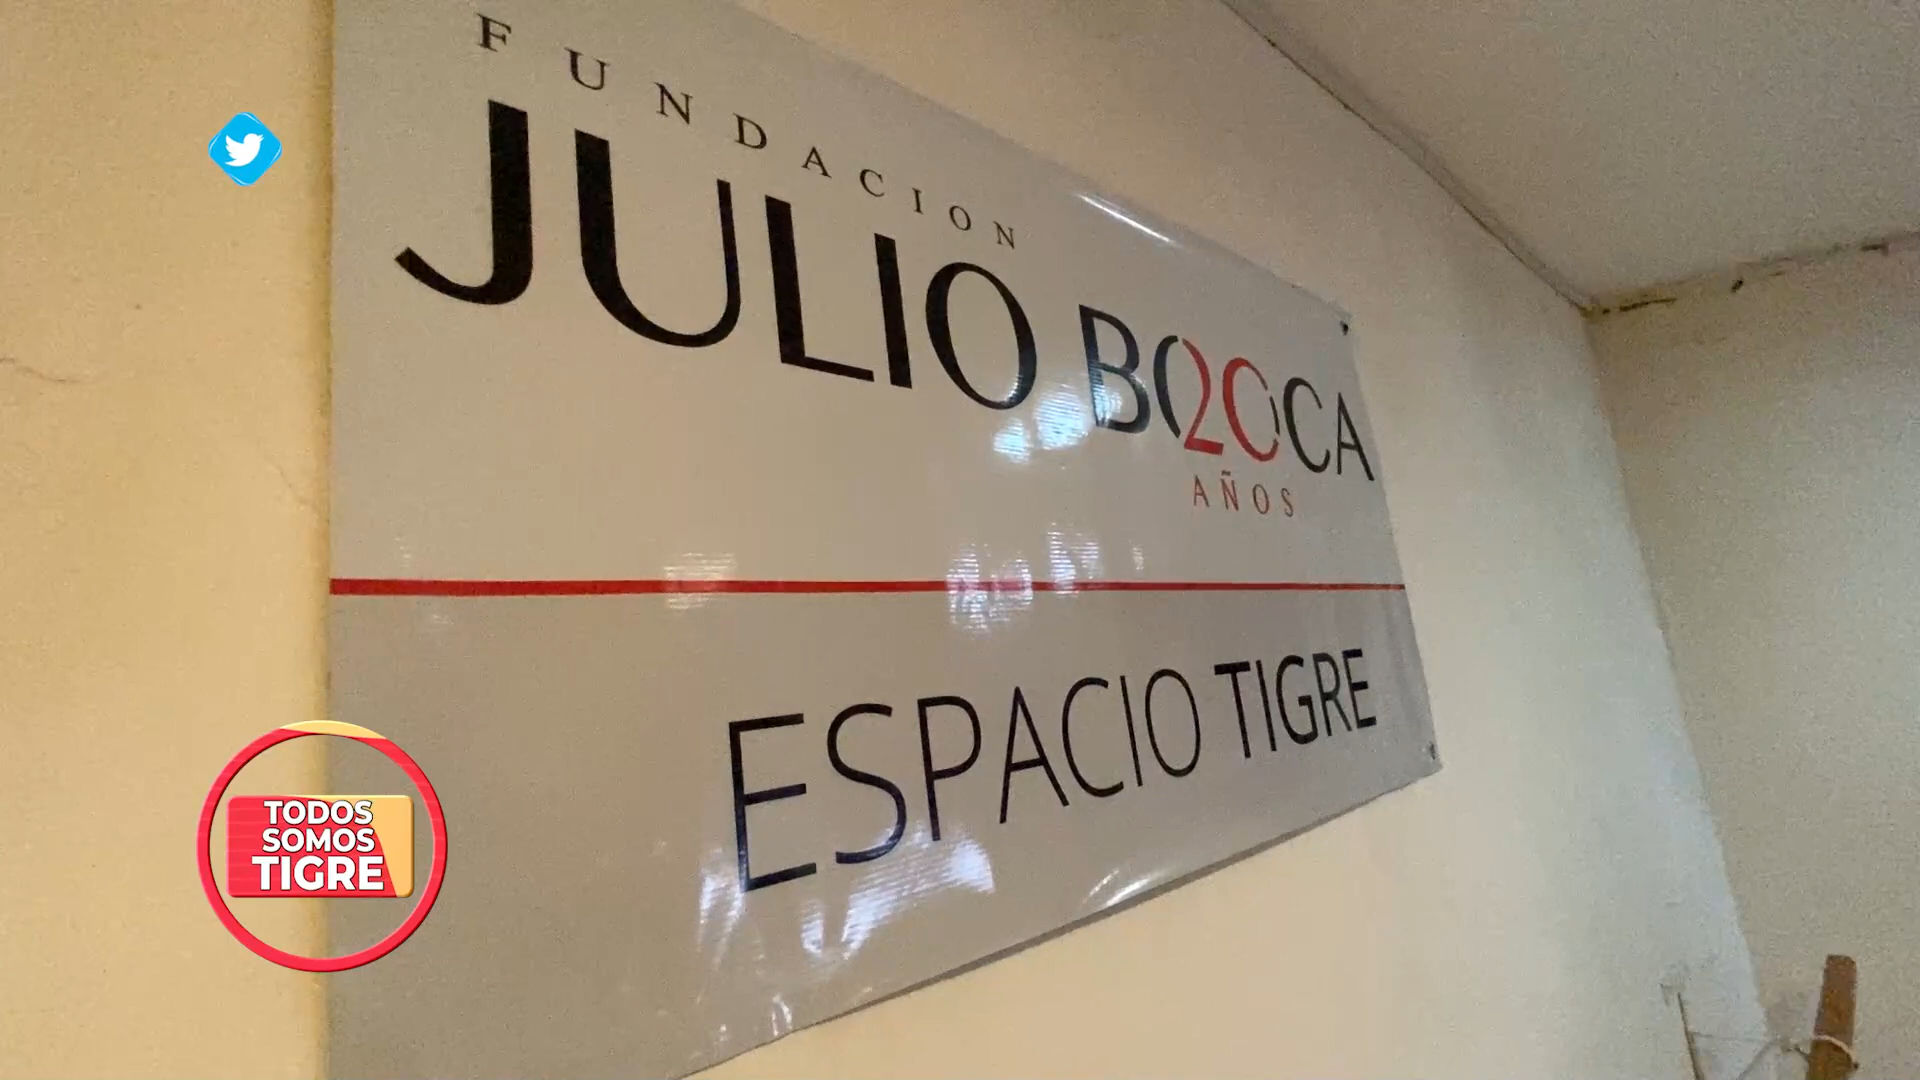 FUNDACION
JULIO BO20CA
AÑOS
ESPACIO TIGRE
TODOS
SOMOS
TIGRE